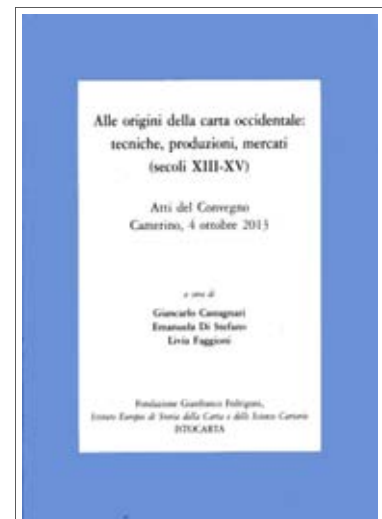 Alle origini della carta occidentale:
tecniche, produzioni, mercati
(secoli XIII-XV)
Atti del Convegno
Camerino, 4 ottobre 2013
a cura di
Giancarlo Castagnari
Emanuela Di Stefano
Livia Faggioni
Fondazione Gianfranco Fedrigoni,
Istituto Europeo di Storia della Carta e delle Scienze Cartarie
ISTOCARTA